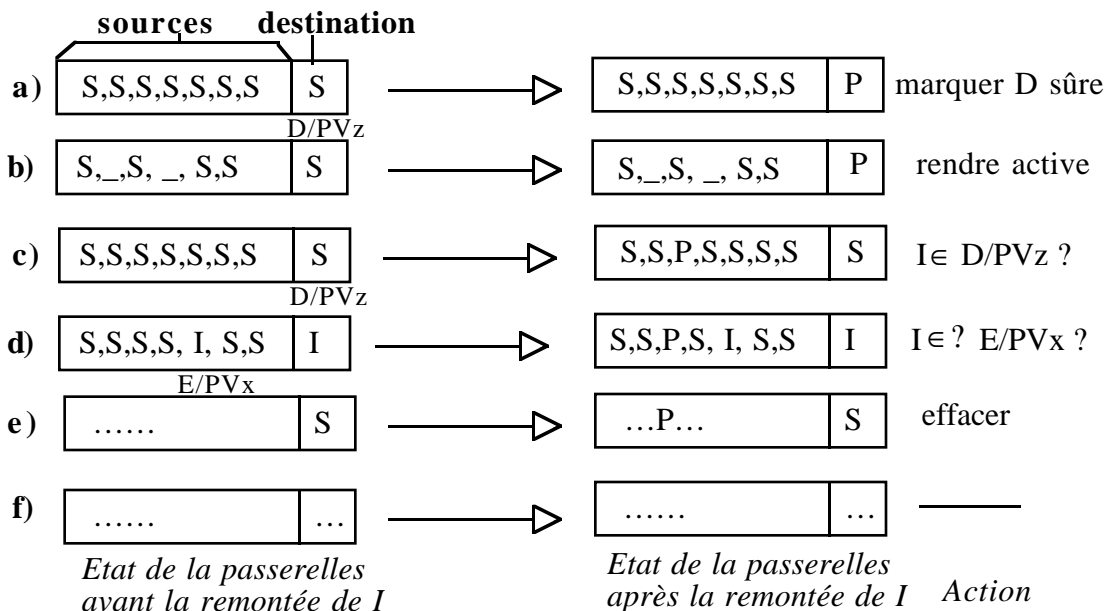 sources destination
a) S,S,S,S,S,S,S S S,S,S,S,S,S,S P marquer D sûre
D/PVz
b) S,_,S, _, S,S S S,_,S, _, S,S P rendre active
c) S,S,S,S,S,S,S S S,S,P,S,S,S,S S I∈ D/PVz ?
D/PVz
d) S,S,S,S, I, S,S I S,S,P,S, I, S,S I I∈? E/PVx ?
E/PVx
e) …… S …P… S effacer
f) …… … …… …
Etat de la passerelles Etat de la passerelles
avant la remontée de I après la remontée de I Action